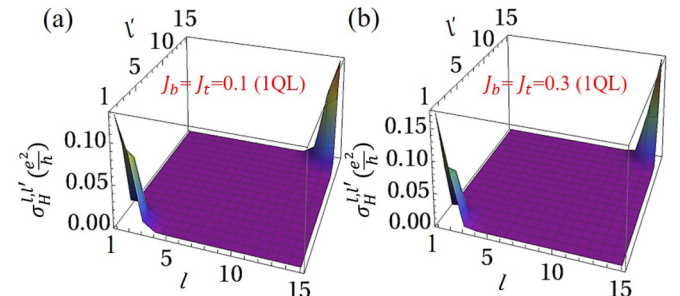 (a)
15
10
l'
5
1
J_b= J_t=0.1 (1QL)
0.10
0.05
0.00
σ_H^{l,l'} (e²/h)
1
5
10
15
l
(b)
15
10
l'
5
1
J_b= J_t=0.3 (1QL)
0.15
0.10
0.05
0.00
σ_H^{l,l'} (e²/h)
1
5
10
15
l